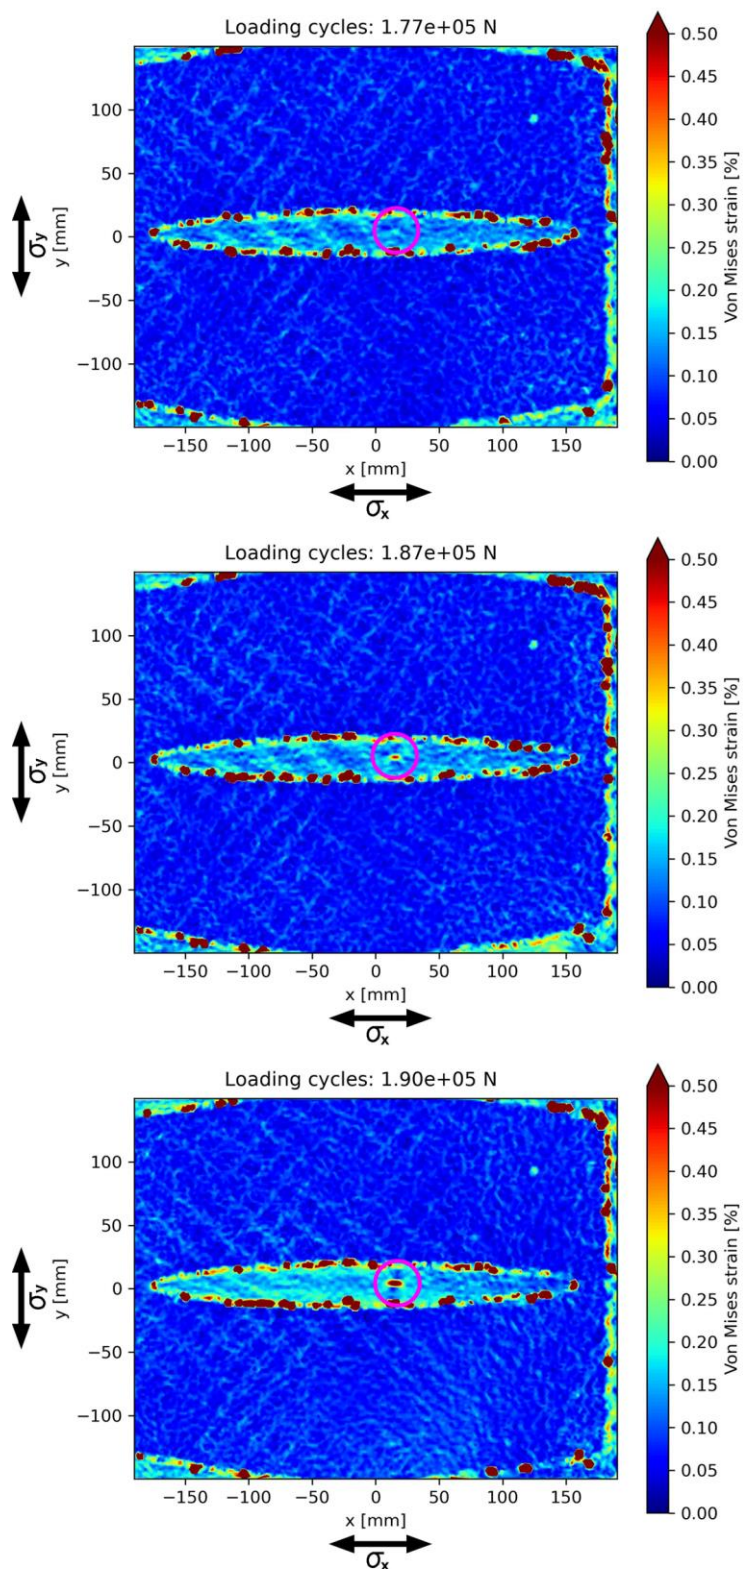 Loading cycles: 1.77e+05 N
100
50
0
−50
−100
σy
y [mm]
−150 −100 −50 0 50 100 150
x [mm]
σx
0.50
0.45
0.40
0.35
0.30
0.25
0.20
0.15
0.10
0.05
0.00
Von Mises strain [%]
Loading cycles: 1.87e+05 N
100
50
0
−50
−100
σy
y [mm]
−150 −100 −50 0 50 100 150
x [mm]
σx
0.50
0.45
0.40
0.35
0.30
0.25
0.20
0.15
0.10
0.05
0.00
Von Mises strain [%]
Loading cycles: 1.90e+05 N
100
50
0
−50
−100
σy
y [mm]
−150 −100 −50 0 50 100 150
x [mm]
σx
0.50
0.45
0.40
0.35
0.30
0.25
0.20
0.15
0.10
0.05
0.00
Von Mises strain [%]